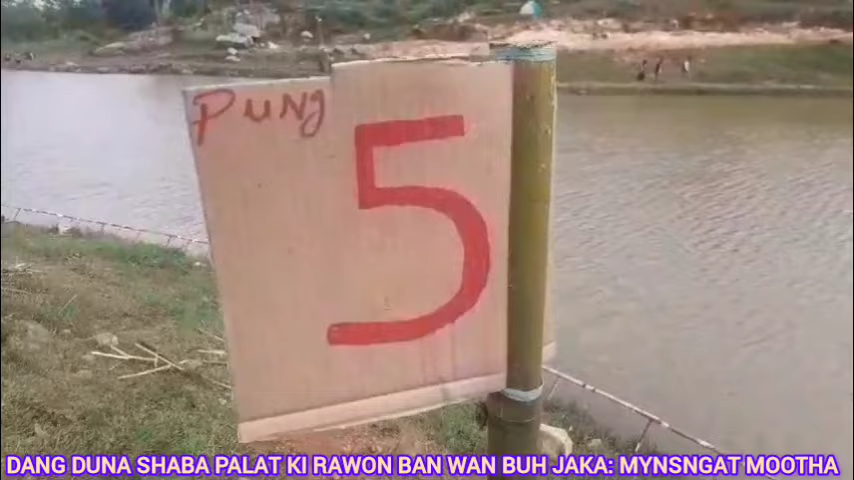 Pung 5
DANG DUNA SHABA PALAT KI RAWON BAN WAN BUH JAKA: MYNSNGAT MOOTHA